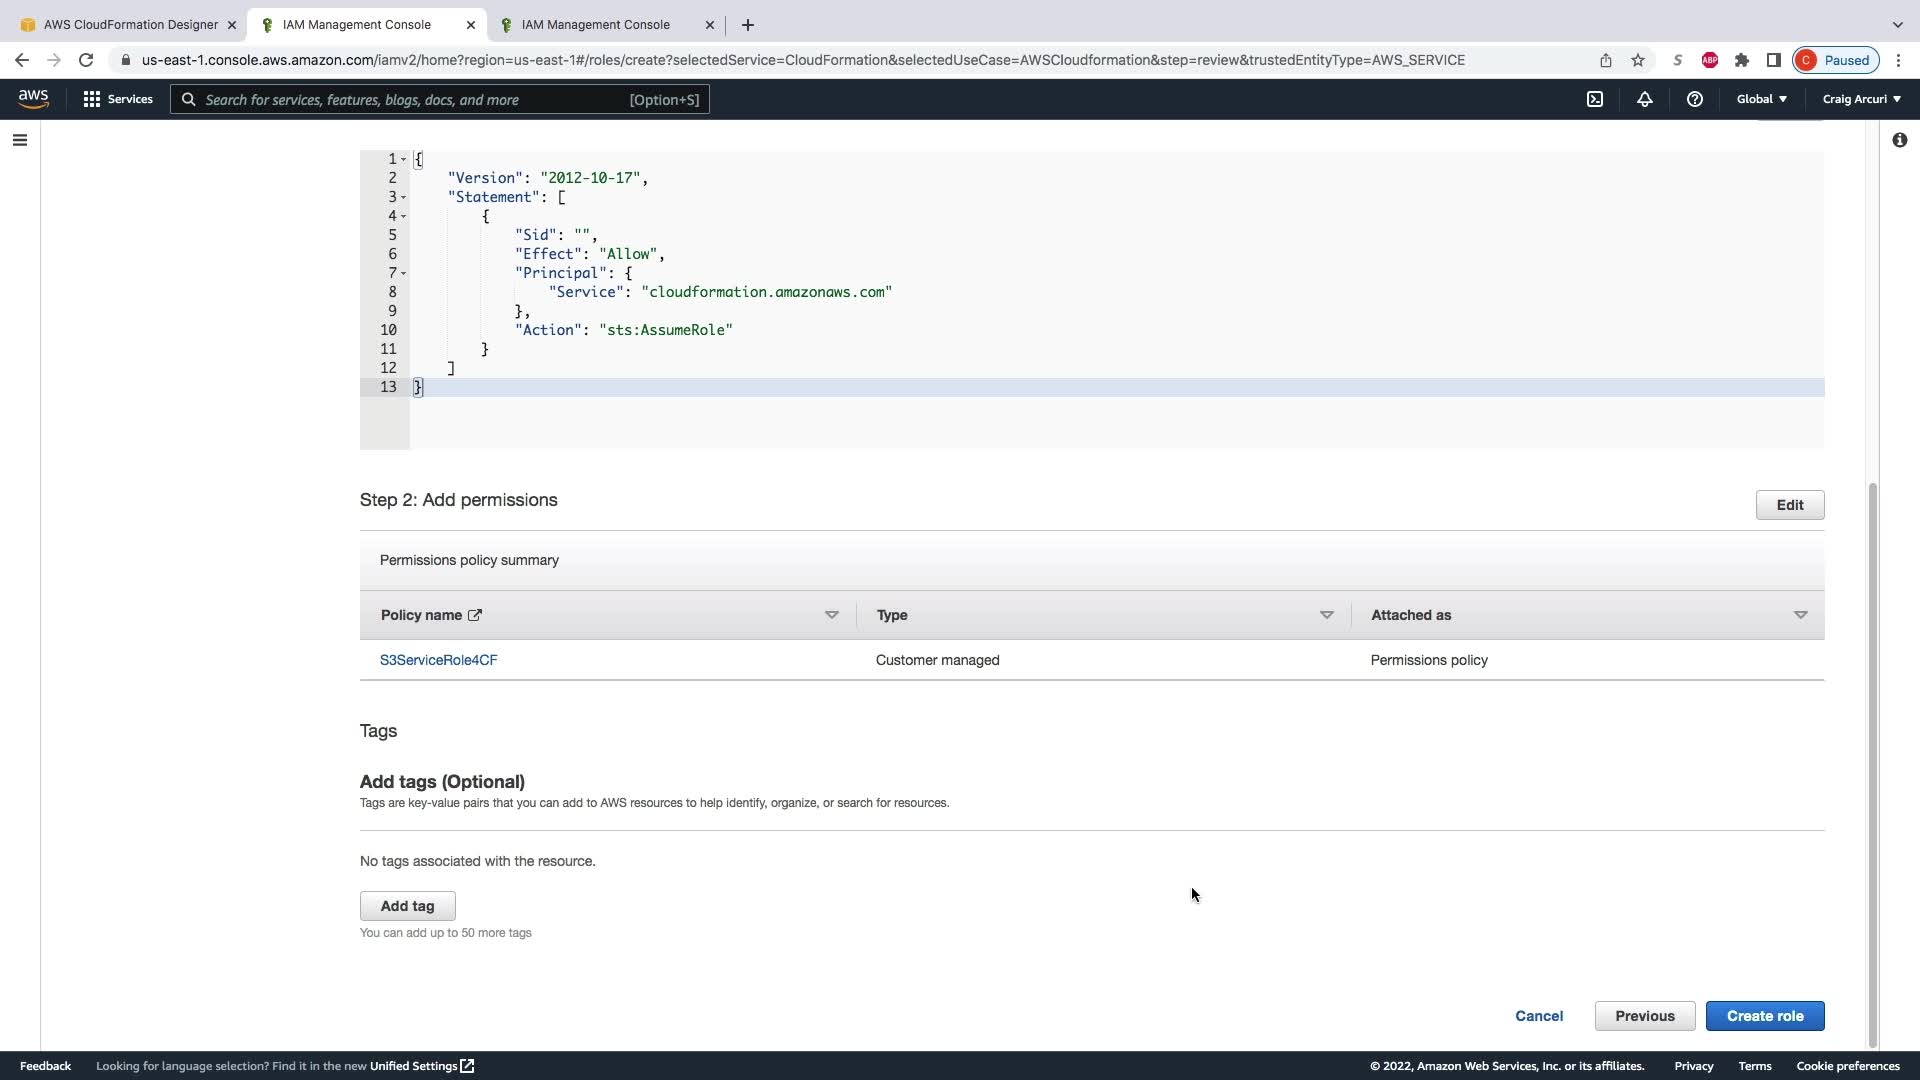 AWS CloudFormation Designer
IAM Management Console
IAM Management Console
us-east-1.console.aws.amazon.com/iamv2/home?region=us-east-1#/roles/create?selectedService=CloudFormation&selectedUseCase=AWSCloudformation&step=review&trustedEntityType=AWS_SERVICE
S
ABP
C Paused
aws
Services
Search for services, features, blogs, docs, and more [Option+S]
Global
Craig Arcuri
1 {
2 "Version": "2012-10-17",
3 "Statement": [
4 {
5 "Sid": "",
6 "Effect": "Allow",
7 "Principal": {
8 "Service": "cloudformation.amazonaws.com"
9 },
10 "Action": "sts:AssumeRole"
11 }
12 ]
13 }
Step 2: Add permissions
Edit
Permissions policy summary
Policy name Type Attached as
S3ServiceRole4CF Customer managed Permissions policy
Tags
Add tags (Optional)
Tags are key-value pairs that you can add to AWS resources to help identify, organize, or search for resources.
No tags associated with the resource.
Add tag
You can add up to 50 more tags
Cancel Previous Create role
Feedback Looking for language selection? Find it in the new Unified Settings © 2022, Amazon Web Services, Inc. or its affiliates. Privacy Terms Cookie preferences